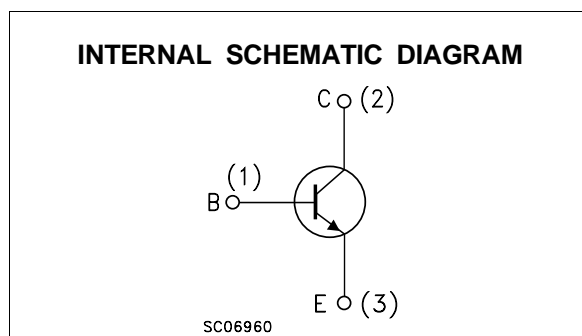 INTERNAL SCHEMATIC DIAGRAM
C (2)
(1)
B
E (3)
SC06960